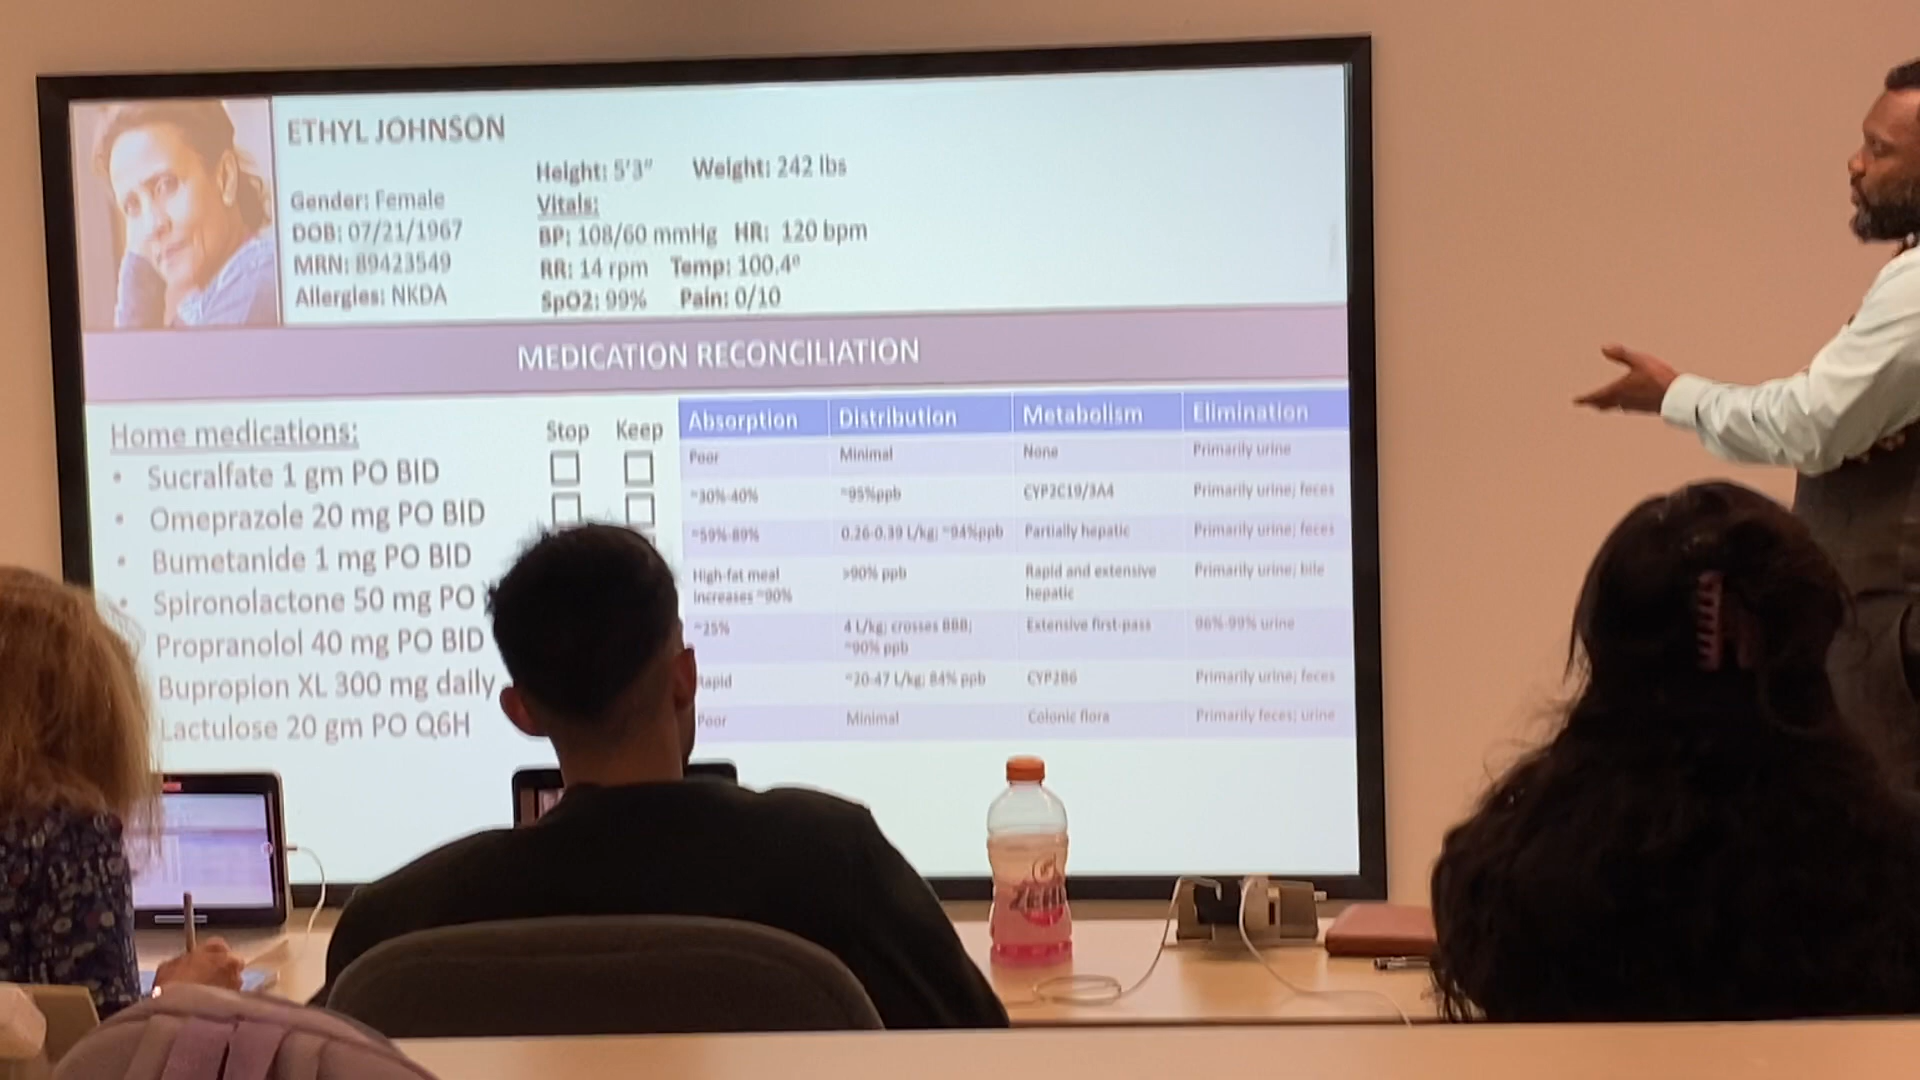 ETHYL JOHNSON
Gender: Female
DOB: 07/21/1967
MRN: 89423549
Allergies: NKDA
Height: 5'3" Weight: 242 lbs
Vitals:
BP: 108/60 mmHg HR: 120 bpm
RR: 14 rpm Temp: 100.4°
SpO2: 99% Pain: 0/10
MEDICATION RECONCILIATION
Home medications: Stop Keep
• Sucralfate 1 gm PO BID
• Omeprazole 20 mg PO BID
• Bumetanide 1 mg PO BID
• Spironolactone 50 mg PO
Propranolol 40 mg PO BID
Bupropion XL 300 mg daily
Lactulose 20 gm PO Q6H
Absorption Distribution Metabolism Elimination
Poor Minimal None Primarily urine
~30%-40% ~95%ppb CYP2C19/3A4 Primarily urine; feces
~59%-89% 0.26-0.39 L/kg; ~94%ppb Partially hepatic Primarily urine; feces
High-fat meal >90% ppb Rapid and extensive Primarily urine; bile
increases ~90% hepatic
~25% 4 L/kg; crosses BBB; Extensive first-pass 96%-99% urine
~90% ppb
Rapid ~20-47 L/kg; 84% ppb CYP2B6 Primarily urine; feces
Poor Minimal Colonic flora Primarily feces; urine
ZERO